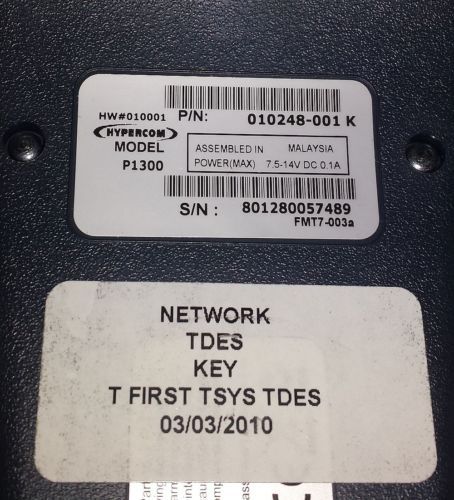 HW#010001 P/N: 010248-001 K
HYPERCOM
MODEL
P1300
ASSEMBLED IN MALAYSIA
POWER(MAX) 7.5-14V DC 0.1A
S/N : 801280057489
FMT7-003a
NETWORK
TDES
KEY
T FIRST TSYS TDES
03/03/2010